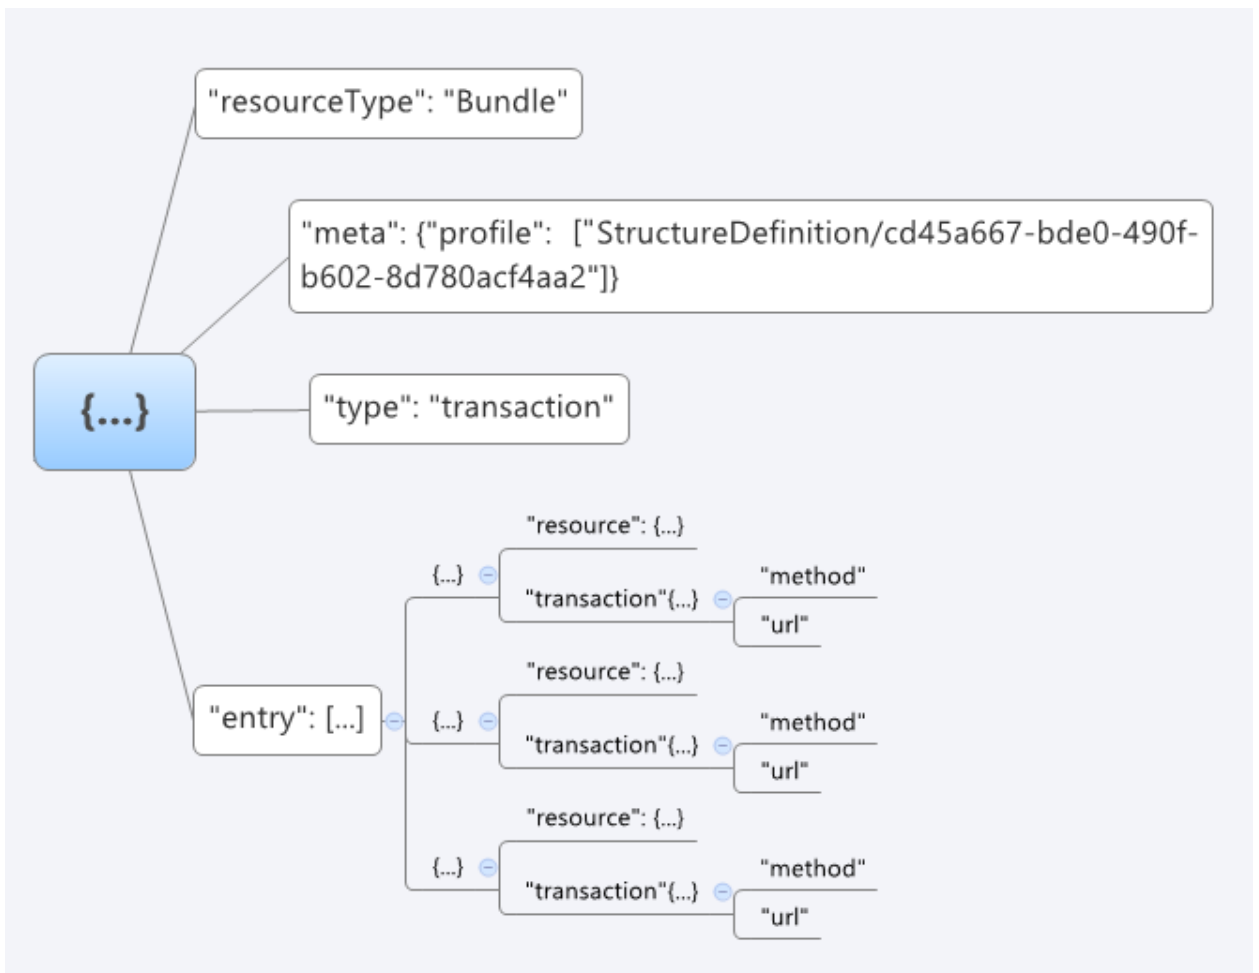 "resourceType": "Bundle"
"meta": {"profile":  ["StructureDefinition/cd45a667-bde0-490f-
b602-8d780acf4aa2"]}
{...}
"type": "transaction"
"entry": [...]
{...}
"resource": {...}
"transaction"{...}
"method"
"url"
{...}
"resource": {...}
"transaction"{...}
"method"
"url"
{...}
"resource": {...}
"transaction"{...}
"method"
"url"